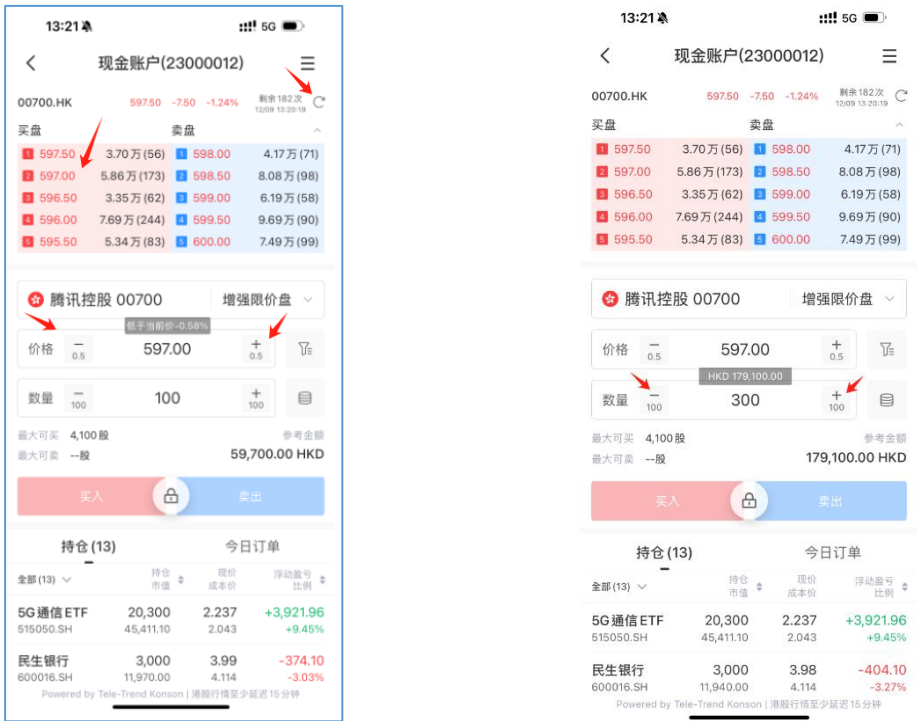 13:21
5G
现金账户(23000012)
00700.HK 597.50 -7.50 -1.24% 剩余182次
12/09 13:20:19
买盘 卖盘
1 597.50 3.70万(56) 1 598.00 4.17万(71)
2 597.00 5.86万(173) 2 598.50 8.08万(98)
3 596.50 3.35万(62) 3 599.00 6.19万(58)
4 596.00 7.69万(244) 4 599.50 9.69万(90)
5 595.50 5.34万(83) 5 600.00 7.49万(99)
腾讯控股 00700 增强限价盘
低于当前价-0.58%
价格 − 597.00 +
0.5 0.5
数量 − 100 +
100 100
最大可买 4,100股 参考金额
最大可卖 --股 59,700.00 HKD
买入 卖出
持仓(13) 今日订单
全部(13) 持仓 现价 浮动盈亏
市值 成本价 比例
5G通信ETF 20,300 2.237 +3,921.96
515050.SH 45,411.10 2.043 +9.45%
民生银行 3,000 3.99 -374.10
600016.SH 11,970.00 4.114 -3.03%
Powered by Tele-Trend Konson | 港股行情至少延迟15分钟
13:21
5G
现金账户(23000012)
00700.HK 597.50 -7.50 -1.24% 剩余182次
12/09 13:20:19
买盘 卖盘
1 597.50 3.70万(56) 1 598.00 4.17万(71)
2 597.00 5.86万(173) 2 598.50 8.08万(98)
3 596.50 3.35万(62) 3 599.00 6.19万(58)
4 596.00 7.69万(244) 4 599.50 9.69万(90)
5 595.50 5.34万(83) 5 600.00 7.49万(99)
腾讯控股 00700 增强限价盘
价格 − 597.00 +
0.5 0.5
HKD 179,100.00
数量 − 300 +
100 100
最大可买 4,100股 参考金额
最大可卖 --股 179,100.00 HKD
买入 卖出
持仓(13) 今日订单
全部(13) 持仓 现价 浮动盈亏
市值 成本价 比例
5G通信ETF 20,300 2.237 +3,921.96
515050.SH 45,411.10 2.043 +9.45%
民生银行 3,000 3.98 -404.10
600016.SH 11,940.00 4.114 -3.27%
Powered by Tele-Trend Konson | 港股行情至少延迟15分钟